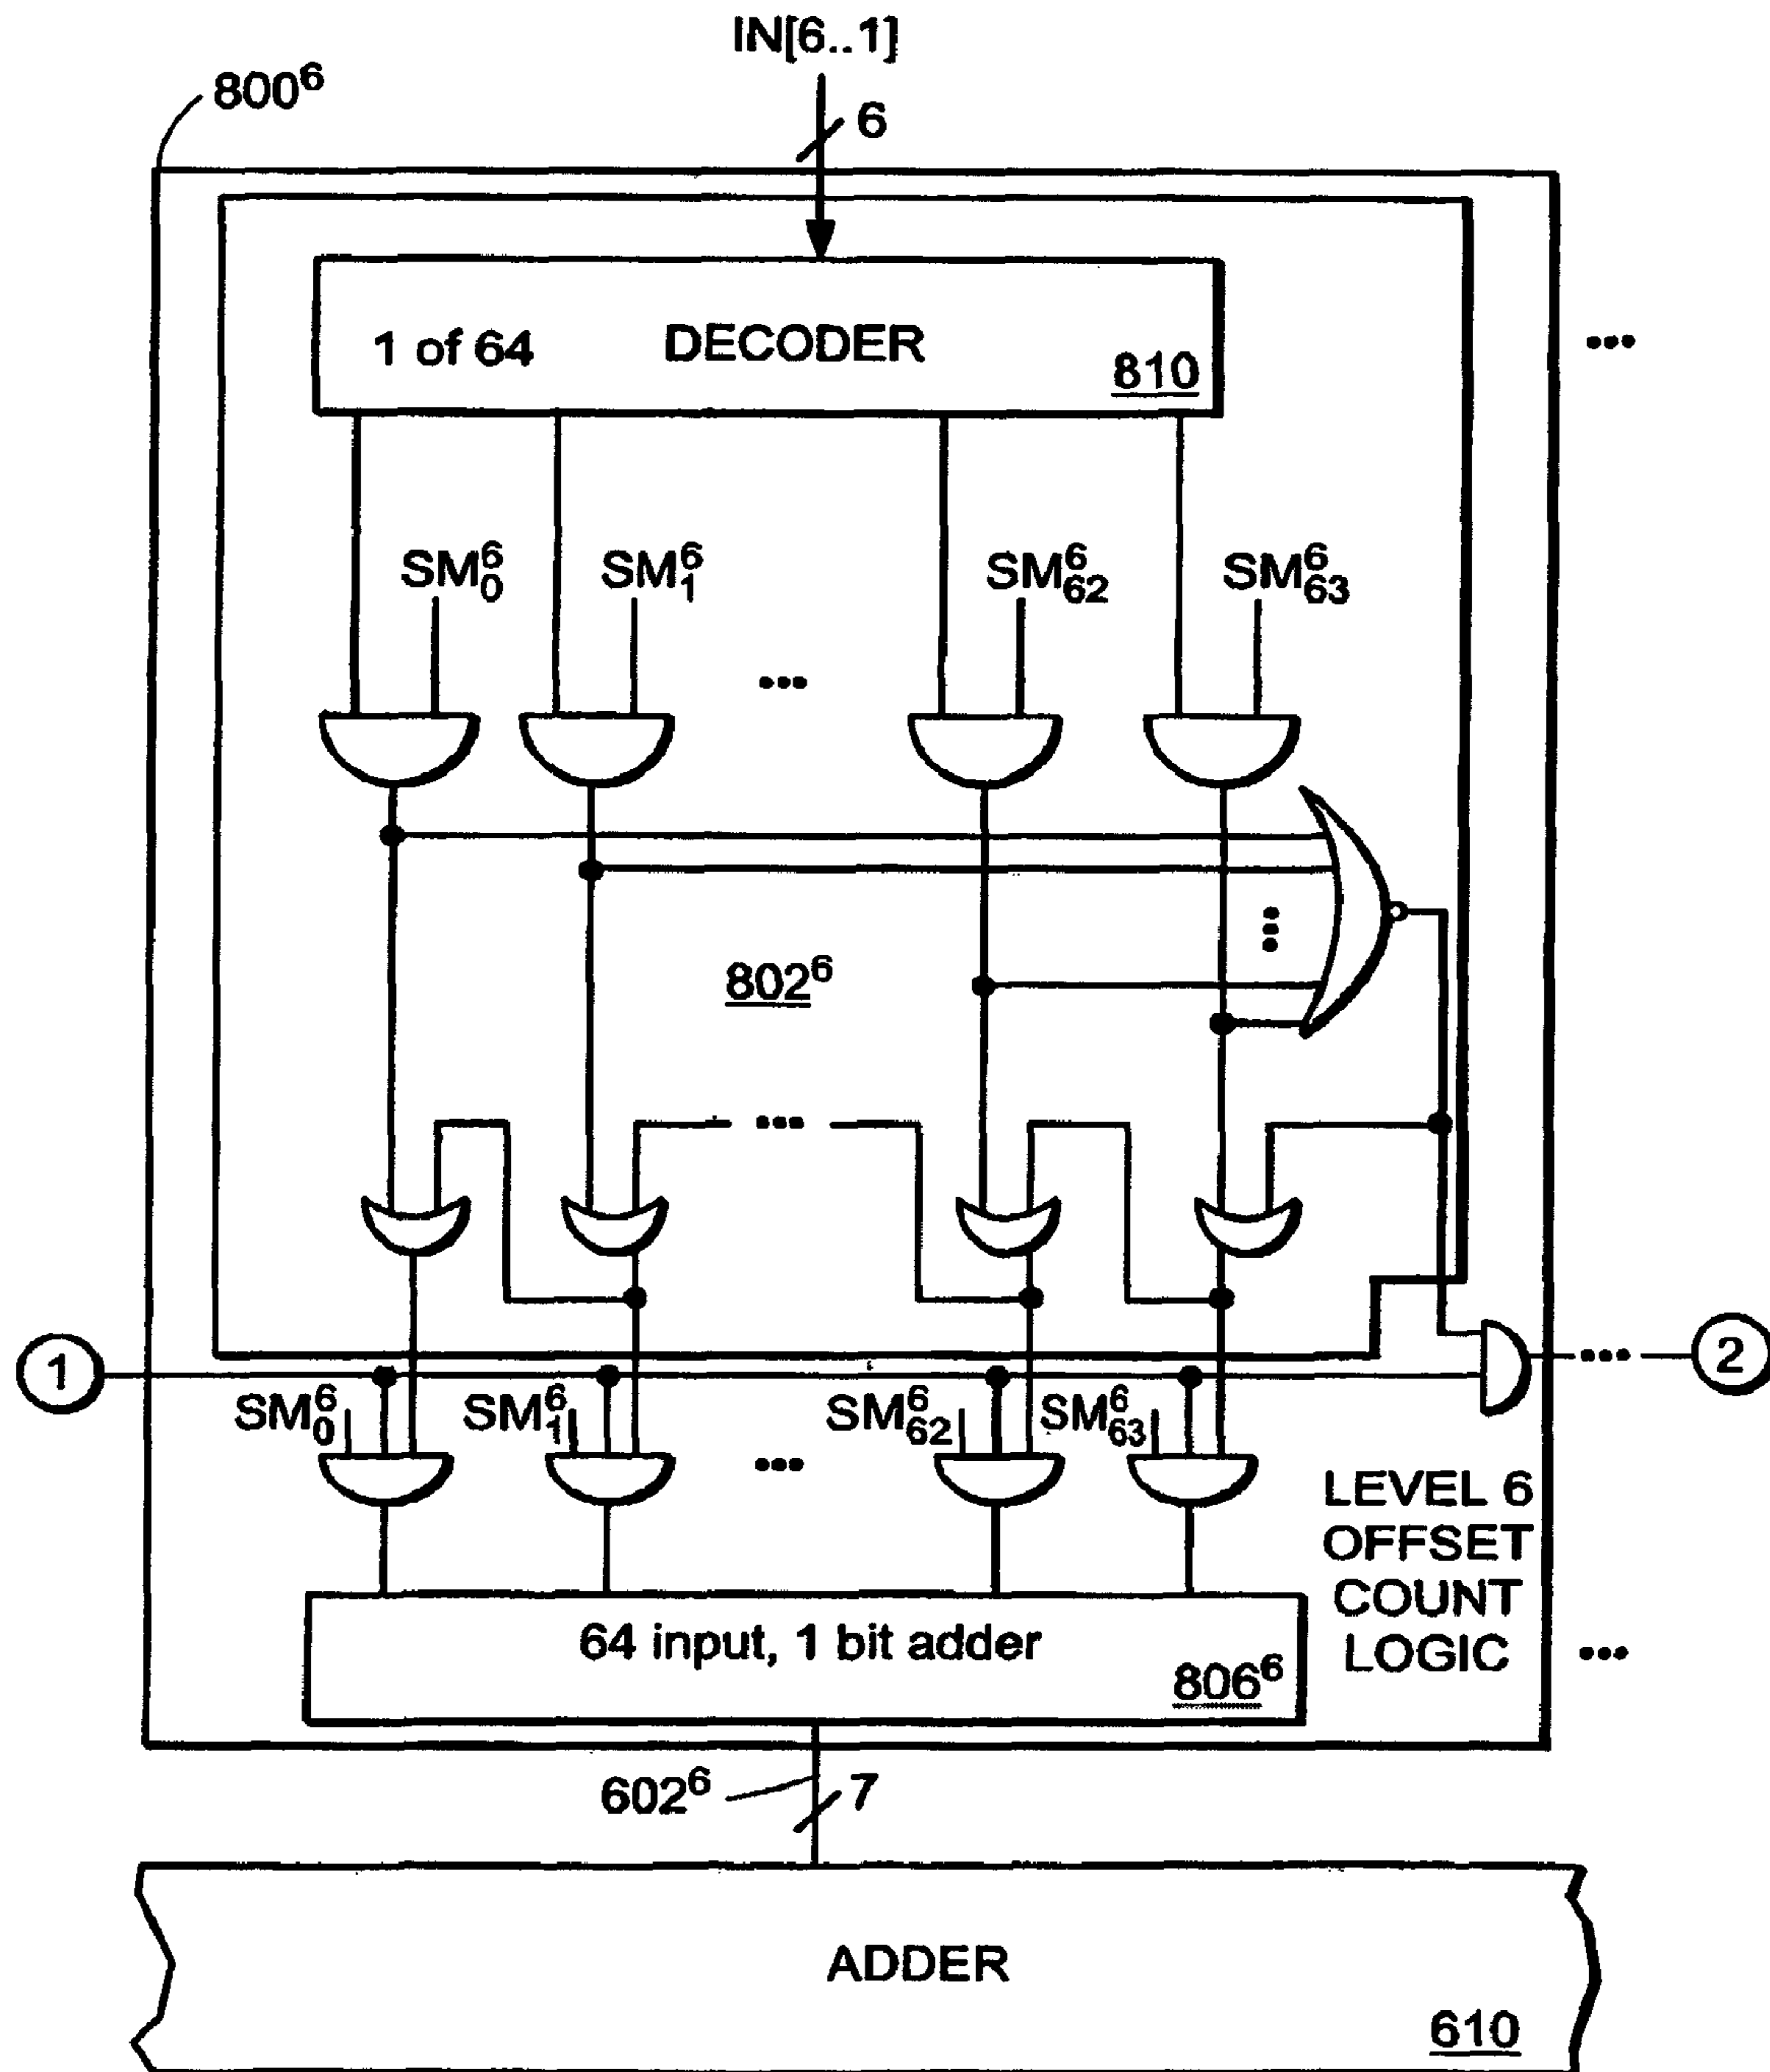 IN[6..1]
800⁶
6
1 of 64 DECODER
810
...
SM₀⁶ SM₁⁶ SM₆₂⁶ SM₆₃⁶
...
...
802⁶
...
1
... 2
SM₀⁶ SM₁⁶ SM₆₂⁶ SM₆₃⁶
...
LEVEL 6
OFFSET
COUNT
LOGIC
...
64 input, 1 bit adder
806⁶
602⁶
7
ADDER
610